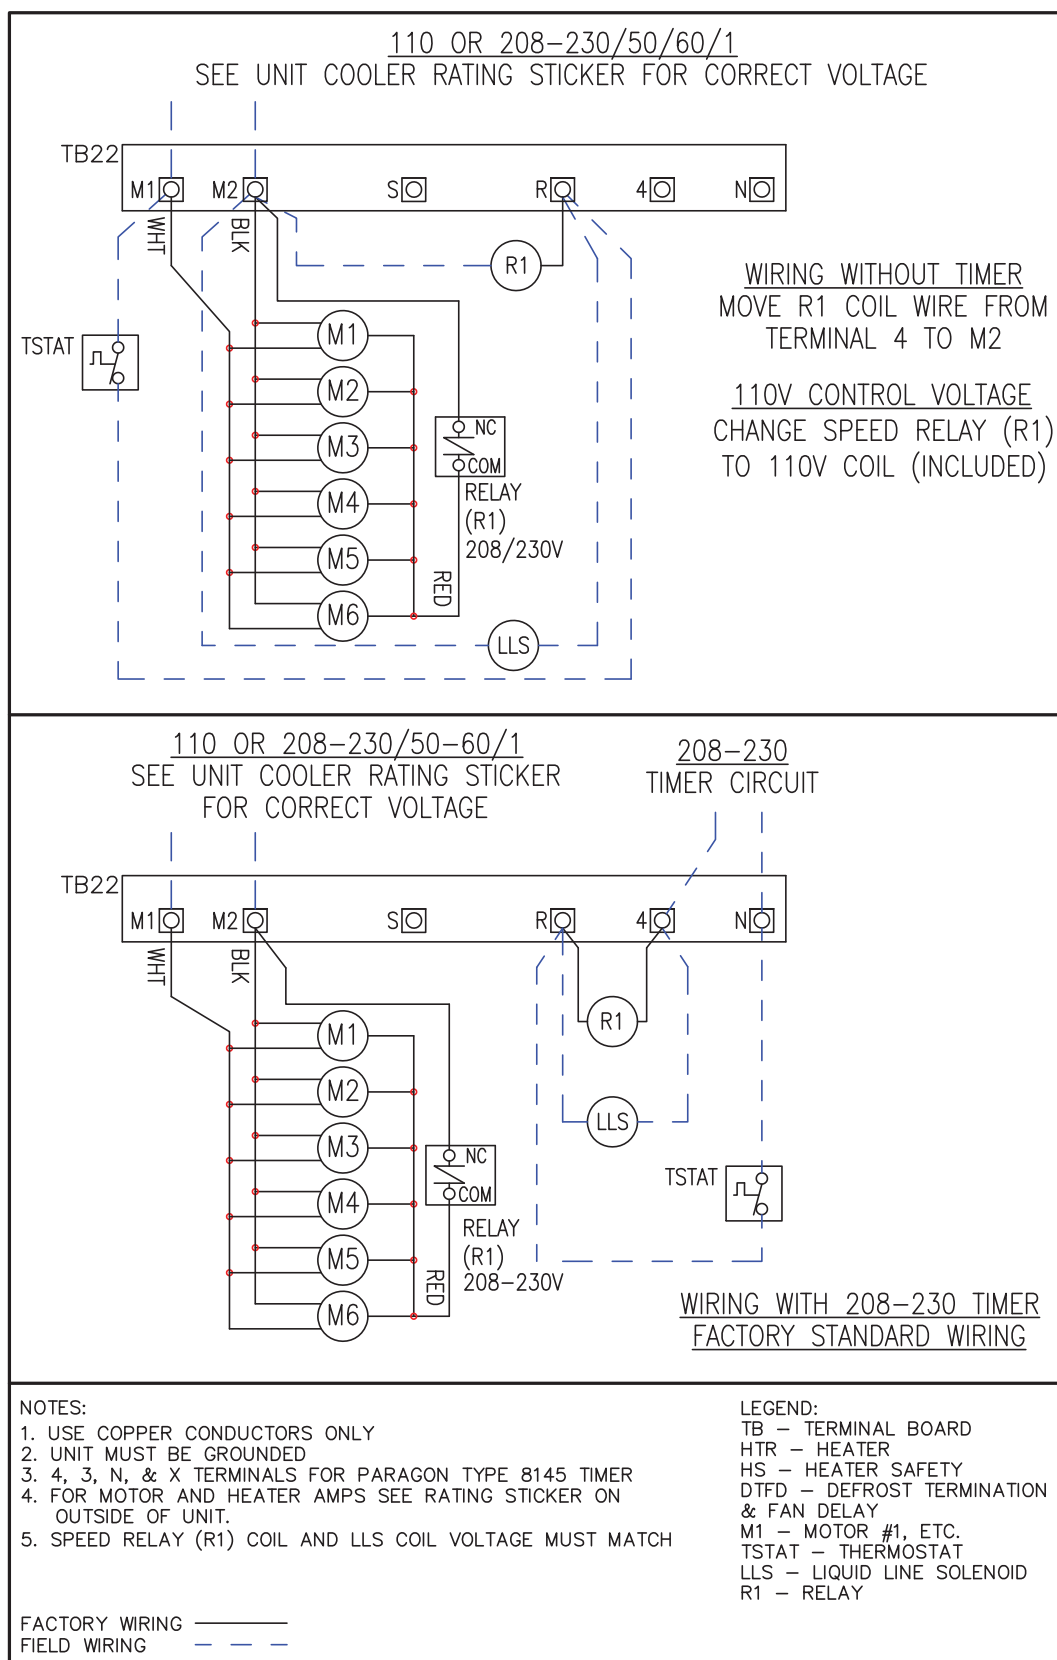 110 OR 208-230/50/60/1
SEE UNIT COOLER RATING STICKER FOR CORRECT VOLTAGE
TB22
M1
M2
S
R
4
N
WHT
BLK
R1
WIRING WITHOUT TIMER
MOVE R1 COIL WIRE FROM
TERMINAL 4 TO M2
TSTAT
M1
M2
M3
M4
M5
M6
110V CONTROL VOLTAGE
CHANGE SPEED RELAY (R1)
TO 110V COIL (INCLUDED)
NC
COM
RELAY
(R1)
208/230V
RED
LLS
110 OR 208-230/50-60/1
SEE UNIT COOLER RATING STICKER
FOR CORRECT VOLTAGE
208-230
TIMER CIRCUIT
TB22
M1
M2
S
R
4
N
WHT
BLK
M1
M2
M3
M4
M5
M6
R1
LLS
NC
COM
TSTAT
RELAY
(R1)
208-230V
RED
WIRING WITH 208-230 TIMER
FACTORY STANDARD WIRING
NOTES:
1. USE COPPER CONDUCTORS ONLY
2. UNIT MUST BE GROUNDED
3. 4, 3, N, & X TERMINALS FOR PARAGON TYPE 8145 TIMER
4. FOR MOTOR AND HEATER AMPS SEE RATING STICKER ON
OUTSIDE OF UNIT.
5. SPEED RELAY (R1) COIL AND LLS COIL VOLTAGE MUST MATCH
FACTORY WIRING
FIELD WIRING
LEGEND:
TB - TERMINAL BOARD
HTR - HEATER
HS - HEATER SAFETY
DTFD - DEFROST TERMINATION
& FAN DELAY
M1 - MOTOR #1, ETC.
TSTAT - THERMOSTAT
LLS - LIQUID LINE SOLENOID
R1 - RELAY